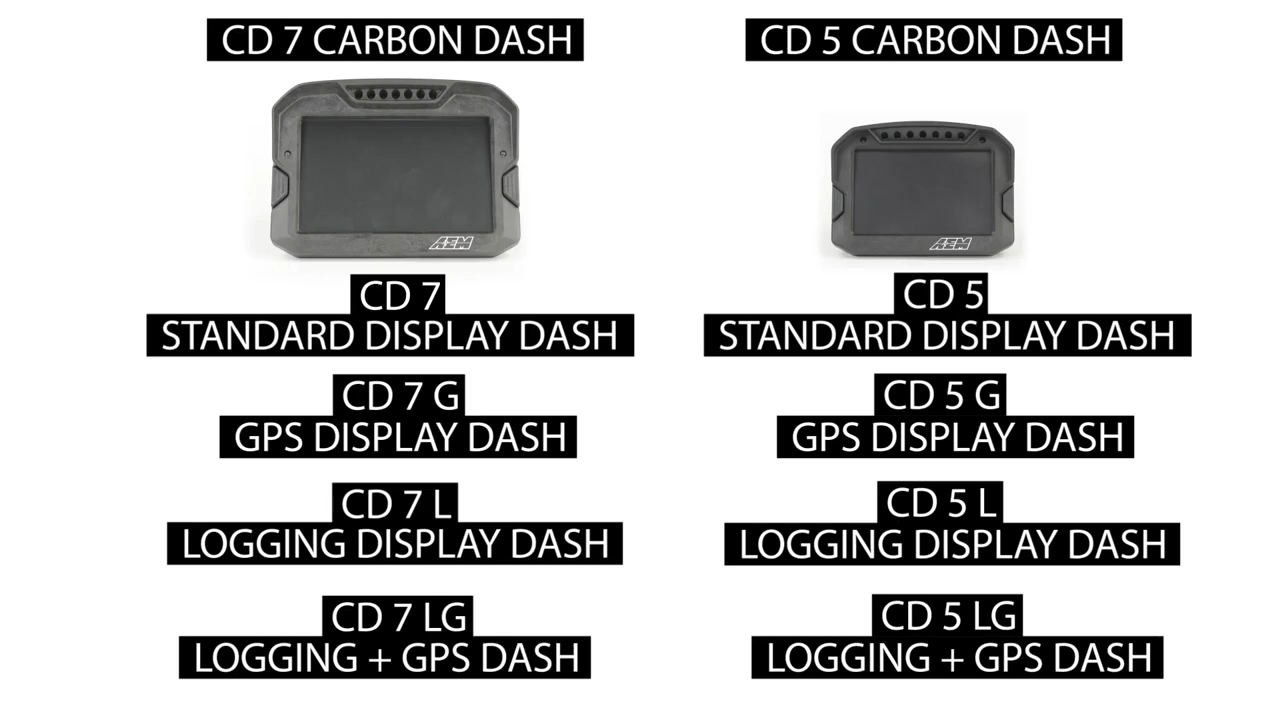 CD 7 CARBON DASH
AEM
CD 7
STANDARD DISPLAY DASH
CD 7 G
GPS DISPLAY DASH
CD 7 L
LOGGING DISPLAY DASH
CD 7 LG
LOGGING + GPS DASH
CD 5 CARBON DASH
AEM
CD 5
STANDARD DISPLAY DASH
CD 5 G
GPS DISPLAY DASH
CD 5 L
LOGGING DISPLAY DASH
CD 5 LG
LOGGING + GPS DASH